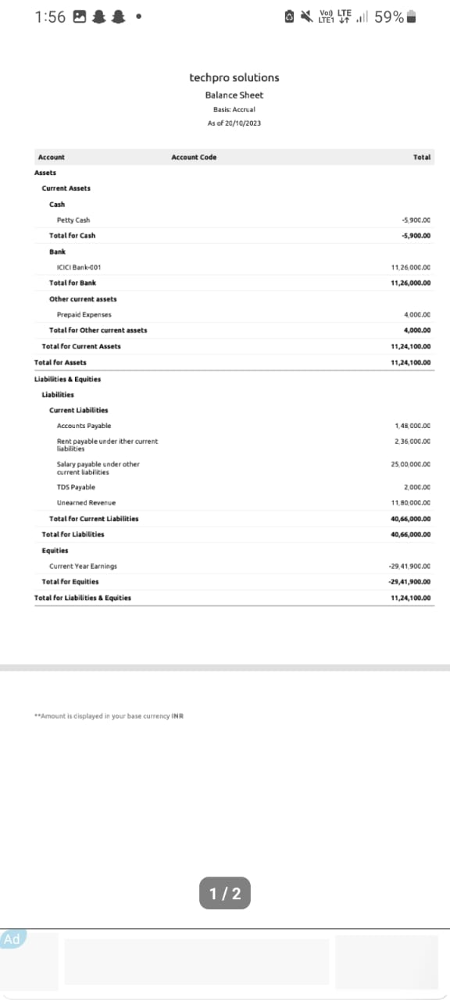 1:56
Vo)) LTE
LTE1
59%
techpro solutions
Balance Sheet
Basis: Accrual
As of 20/10/2023
Account Account Code Total
Assets
Current Assets
Cash
Petty Cash -5,900.00
Total for Cash -5,900.00
Bank
ICICI Bank-001 11,26,000.00
Total for Bank 11,26,000.00
Other current assets
Prepaid Expenses 4,000.00
Total for Other current assets 4,000.00
Total for Current Assets 11,24,100.00
Total for Assets 11,24,100.00
Liabilities & Equities
Liabilities
Current Liabilities
Accounts Payable 1,48,000.00
Rent payable under ither current 2,36,000.00
liabilities
Salary payable under other 25,00,000.00
current liabilities
TDS Payable 2,000.00
Unearned Revenue 11,80,000.00
Total for Current Liabilities 40,66,000.00
Total for Liabilities 40,66,000.00
Equities
Current Year Earnings -29,41,900.00
Total for Equities -29,41,900.00
Total for Liabilities & Equities 11,24,100.00
**Amount is displayed in your base currency INR
1 / 2
Ad